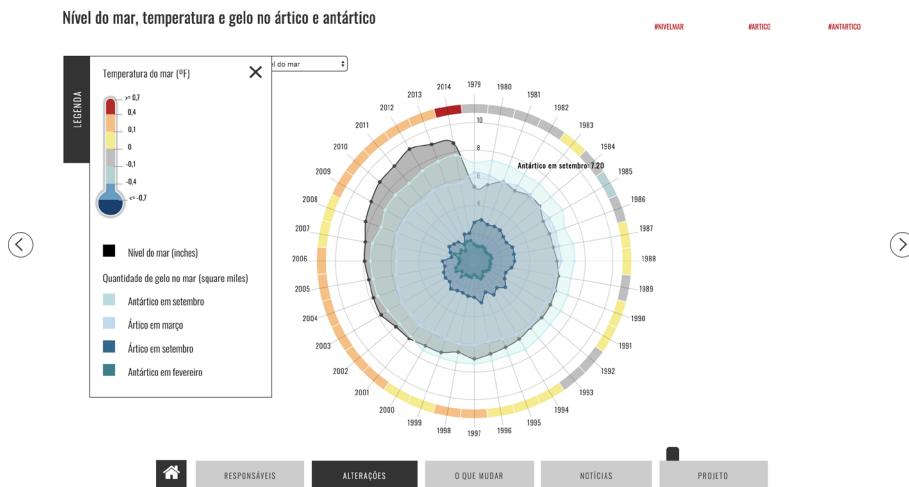 Nível do mar, temperatura e gelo no ártico e antártico
#NIVELMAR
#ARTICO
#ANTARTICO
LEGENDA
Temperatura do mar (ºF)
>= 0,7
0,4
0,1
0
-0,1
-0,4
<= -0,7
Nível do mar (inches)
Quantidade de gelo no mar (square miles)
Antártico em setembro
Ártico em março
Ártico em setembro
Antártico em fevereiro
el do mar
1979
1980
1981
1982
1983
1984
1985
1986
1987
1988
1989
1990
1991
1992
1993
1994
1995
1996
1997
1998
1999
2000
2001
2002
2003
2004
2005
2006
2007
2008
2009
2010
2011
2012
2013
2014
10
8
6
4
Antártico em setembro: 7.20
RESPONSÁVEIS
ALTERAÇÕES
O QUE MUDAR
NOTÍCIAS
PROJETO